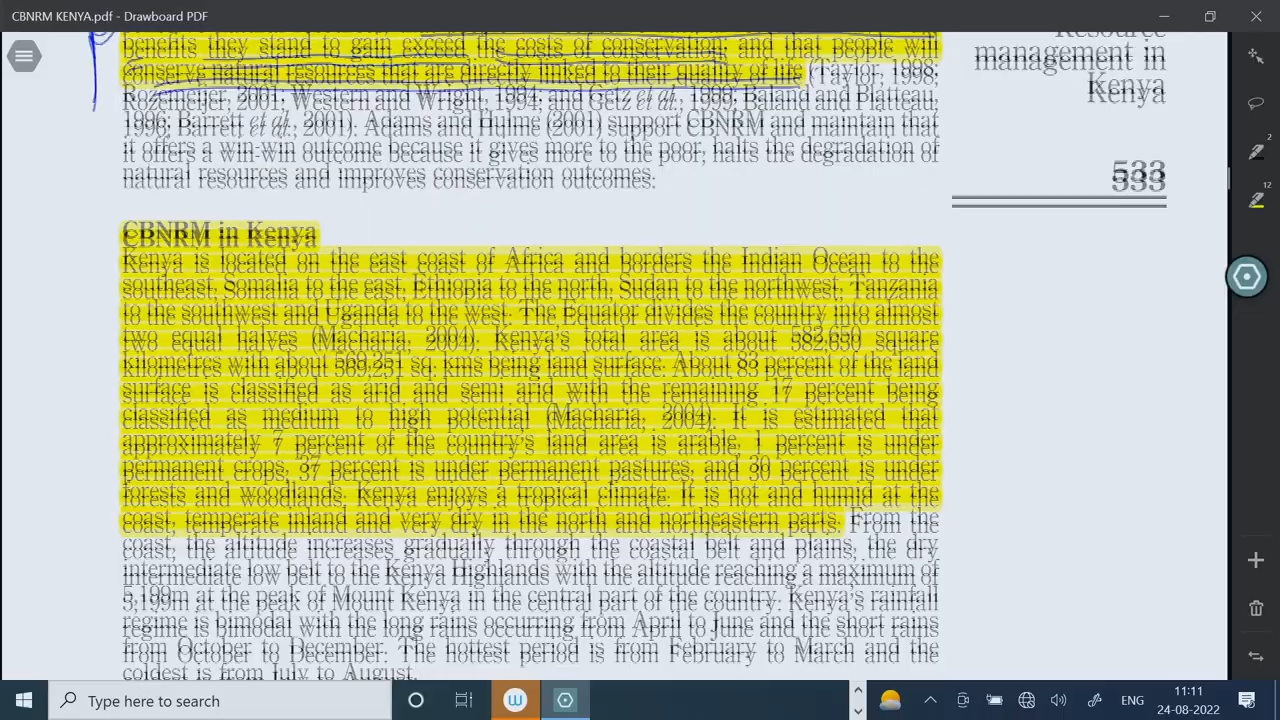 CBNRM KENYA.pdf - Drawboard PDF
benefits they stand to gain exceed the costs of conservation; and that people will
conserve natural resources that are directly linked to their quality of life (Taylor, 1998;
Rozemeijer, 2001; Western and Wright, 1994; and Getz et al., 1999; Baland and Blatteau,
1996; Barrett et al., 2001). Adams and Hulme (2001) support CBNRM and maintain that
it offers a win-win outcome because it gives more to the poor, halts the degradation of
natural resources and improves conservation outcomes.
Resource
management in
Kenya
533
CBNRM in Kenya
Kenya is located on the east coast of Africa and borders the Indian Ocean to the
southeast, Somalia to the east, Ethiopia to the north, Sudan to the northwest, Tanzania
to the southwest and Uganda to the west. The Equator divides the country into almost
two equal halves (Macharia, 2004). Kenya's total area is about 582,650 square
kilometres with about 569,251 sq. kms being land surface. About 83 percent of the land
surface is classified as arid and semi arid with the remaining 17 percent being
classified as medium to high potential (Macharia, 2004). It is estimated that
approximately 7 percent of the country's land area is arable, 1 percent is under
permanent crops, 37 percent is under permanent pastures, and 30 percent is under
forests and woodlands. Kenya enjoys a tropical climate. It is hot and humid at the
coast, temperate inland and very dry in the north and northeastern parts. From the
coast, the altitude increases gradually through the coastal belt and plains, the dry
intermediate low belt to the Kenya Highlands with the altitude reaching a maximum of
5,199m at the peak of Mount Kenya in the central part of the country. Kenya's rainfall
regime is bimodal with the long rains occurring from April to June and the short rains
from October to December. The hottest period is from February to March and the
coldest is from July to August.
2
12
Type here to search
ENG
11:11
24-08-2022